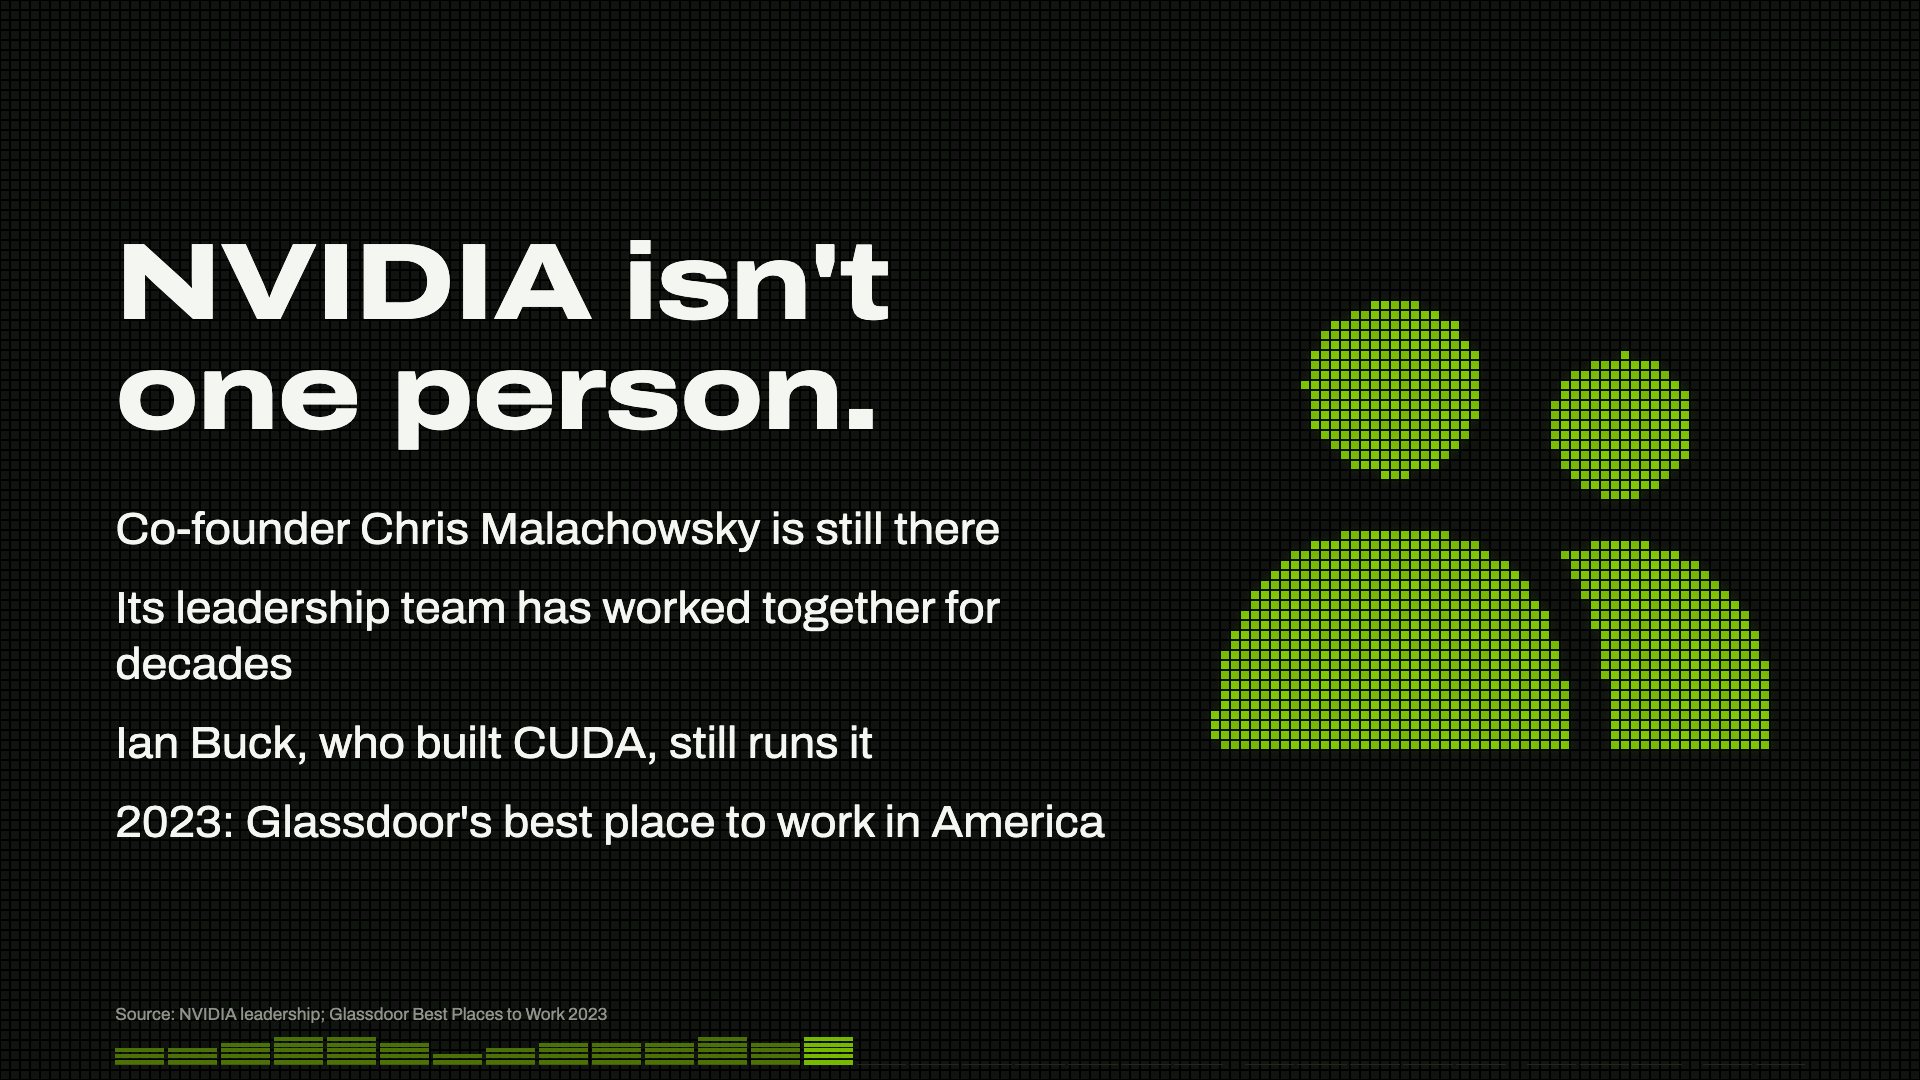 NVIDIA isn't
one person.
Co-founder Chris Malachowsky is still there
Its leadership team has worked together for
decades
Ian Buck, who built CUDA, still runs it
2023: Glassdoor's best place to work in America
Source: NVIDIA leadership; Glassdoor Best Places to Work 2023